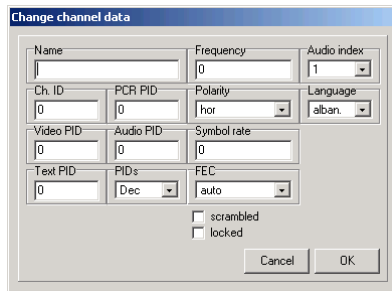 Change channel data
Name Frequency Audio index
0 1
Ch. ID PCR PID Polarity Language
0 0 hor alban.
Video PID Audio PID Symbol rate
0 0 0
Text PID PIDs FEC
0 Dec auto
scrambled
locked
Cancel OK